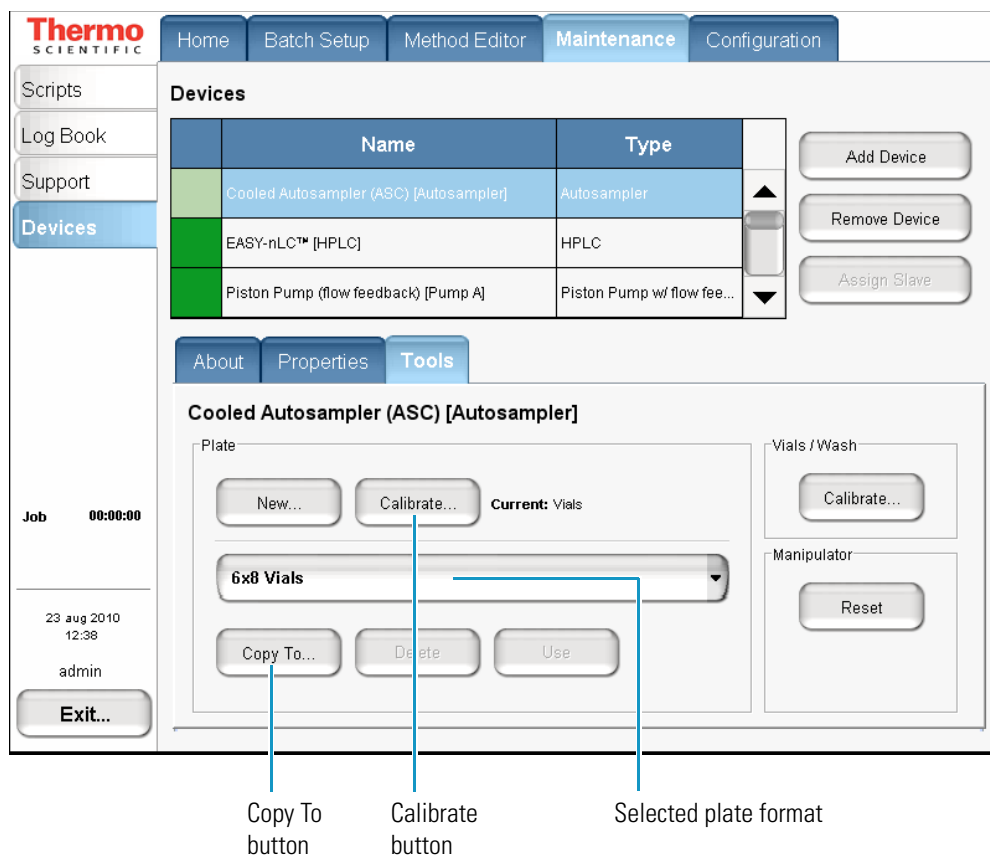 Thermo
SCIENTIFIC
Home
Batch Setup
Method Editor
Maintenance
Configuration
Scripts
Log Book
Support
Devices
Devices
Name
Type
Cooled Autosampler (ASC) [Autosampler]
Autosampler
EASY-nLC™ [HPLC]
HPLC
Piston Pump (flow feedback) [Pump A]
Piston Pump w/ flow fee...
Add Device
Remove Device
Assign Slave
About
Properties
Tools
Cooled Autosampler (ASC) [Autosampler]
Plate
New...
Calibrate...
Current: Vials
6x8 Vials
Copy To...
Delete
Use
Vials / Wash
Calibrate...
Manipulator
Reset
Job 00:00:00
23 aug 2010
12:38
admin
Exit...
Copy To
button
Calibrate
button
Selected plate format